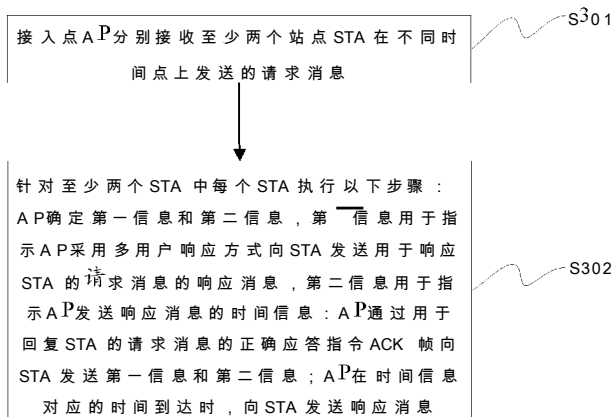 接入点AP分别接收至少两个站点STA在不同时
间点上发送的请求消息
S301
针对至少两个STA中每个STA执行以下步骤：
AP确定第一信息和第二信息，第一信息用于指
示AP采用多用户响应方式向STA发送用于响应
STA的请求消息的响应消息，第二信息用于指
示AP发送响应消息的时间信息：AP通过用于
回复STA的请求消息的正确应答指令ACK 帧向
STA发送第一信息和第二信息；AP在时间信息
对应的时间到达时，向STA发送响应消息
S302